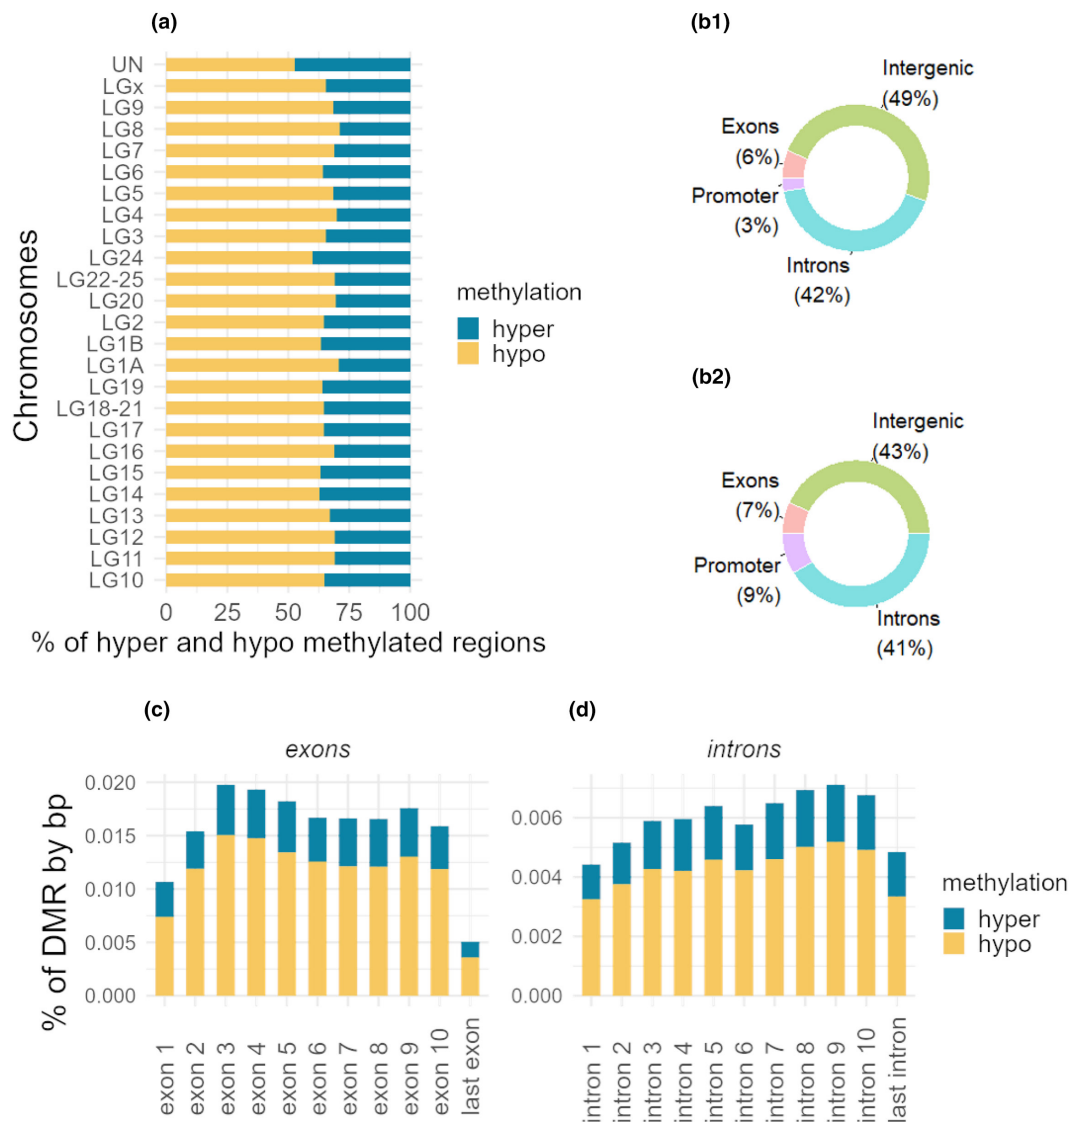 (a)
UN
LGx
LG9
LG8
LG7
LG6
LG5
LG4
LG3
LG24
LG22-25
LG20
LG2
LG1B
LG1A
LG19
LG18-21
LG17
LG16
LG15
LG14
LG13
LG12
LG11
LG10
Chromosomes
0 25 50 75 100
% of hyper and hypo methylated regions
methylation
hyper
hypo
(b1)
Intergenic
(49%)
Exons
(6%)
Promoter
(3%)
Introns
(42%)
(b2)
Intergenic
(43%)
Exons
(7%)
Promoter
(9%)
Introns
(41%)
(c)
exons
% of DMR by bp
0.020
0.015
0.010
0.005
0.000
exon 1
exon 2
exon 3
exon 4
exon 5
exon 6
exon 7
exon 8
exon 9
exon 10
last exon
(d)
introns
0.006
0.004
0.002
0.000
intron 1
intron 2
intron 3
intron 4
intron 5
intron 6
intron 7
intron 8
intron 9
intron 10
last intron
methylation
hyper
hypo